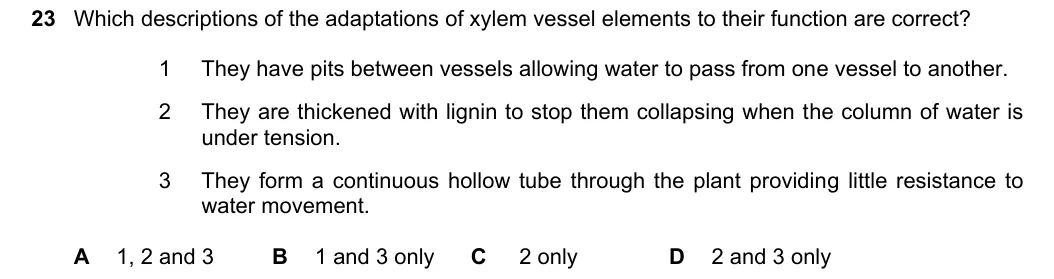 23 Which descriptions of the adaptations of xylem vessel elements to their function are correct?
1 They have pits between vessels allowing water to pass from one vessel to another.
2 They are thickened with lignin to stop them collapsing when the column of water is
under tension.
3 They form a continuous hollow tube through the plant providing little resistance to
water movement.
A 1, 2 and 3 B 1 and 3 only C 2 only D 2 and 3 only